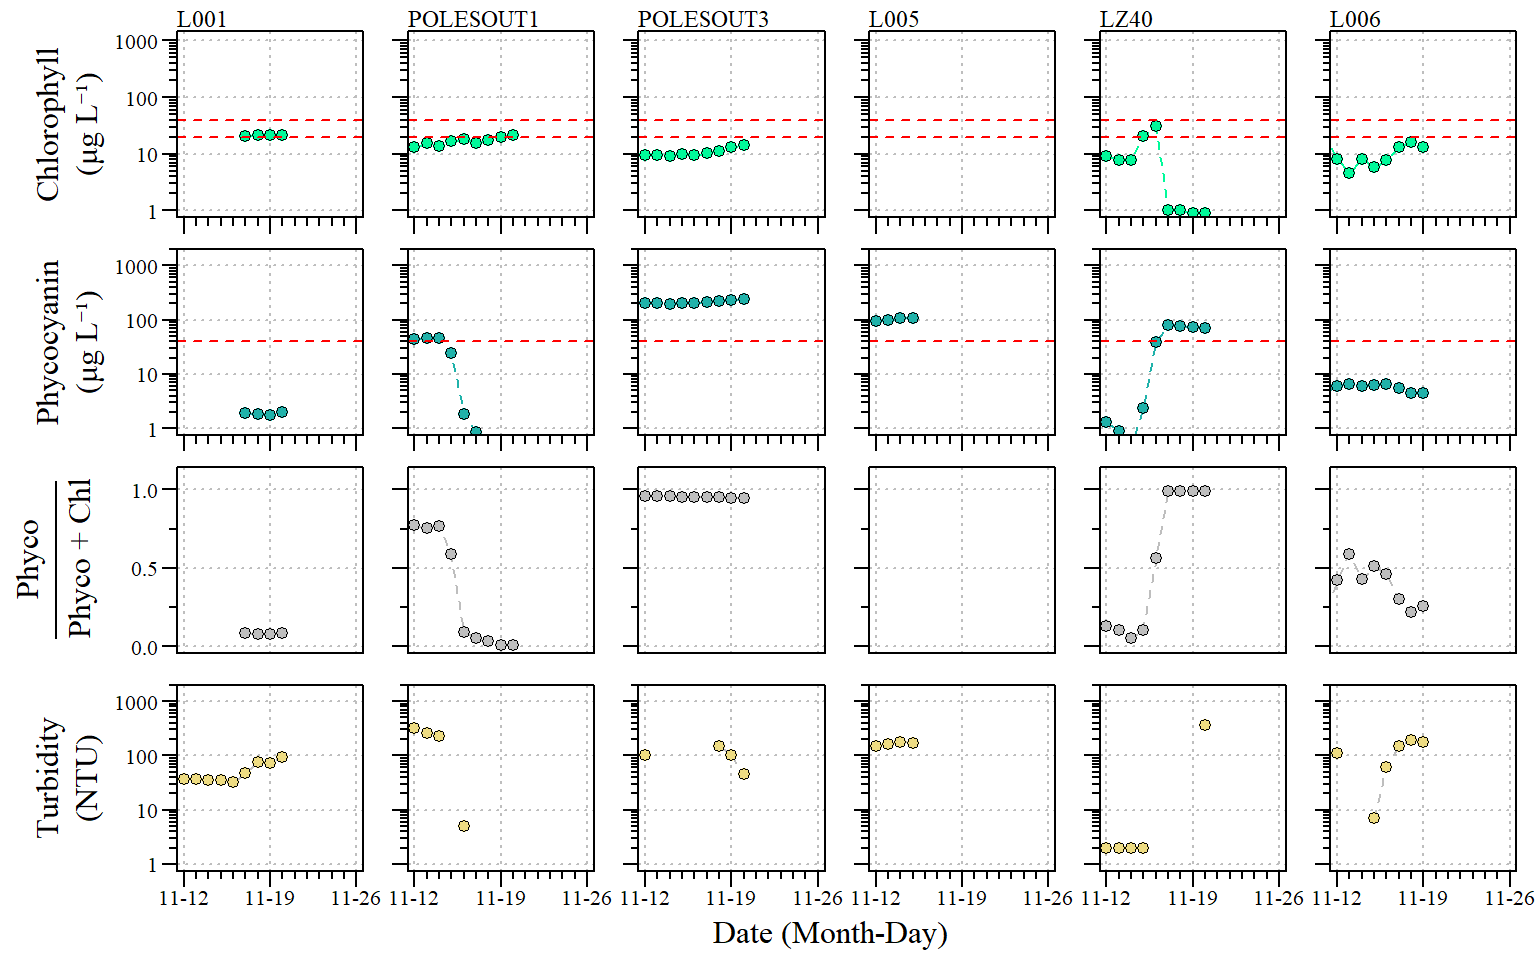 L001 POLESOUT1 POLESOUT3 L005 LZ40 L006
Chlorophyll
(µg L⁻¹)
1000
100
10
1
Phycocyanin
(µg L⁻¹)
1000
100
10
1
Phyco
Phyco + Chl
1.0
0.5
0.0
Turbidity
(NTU)
1000
100
10
1
11-12 11-19 11-26 11-12 11-19 11-26 11-12 11-19 11-26 11-12 11-19 11-26 11-12 11-19 11-26 11-12 11-19 11-26
Date (Month-Day)